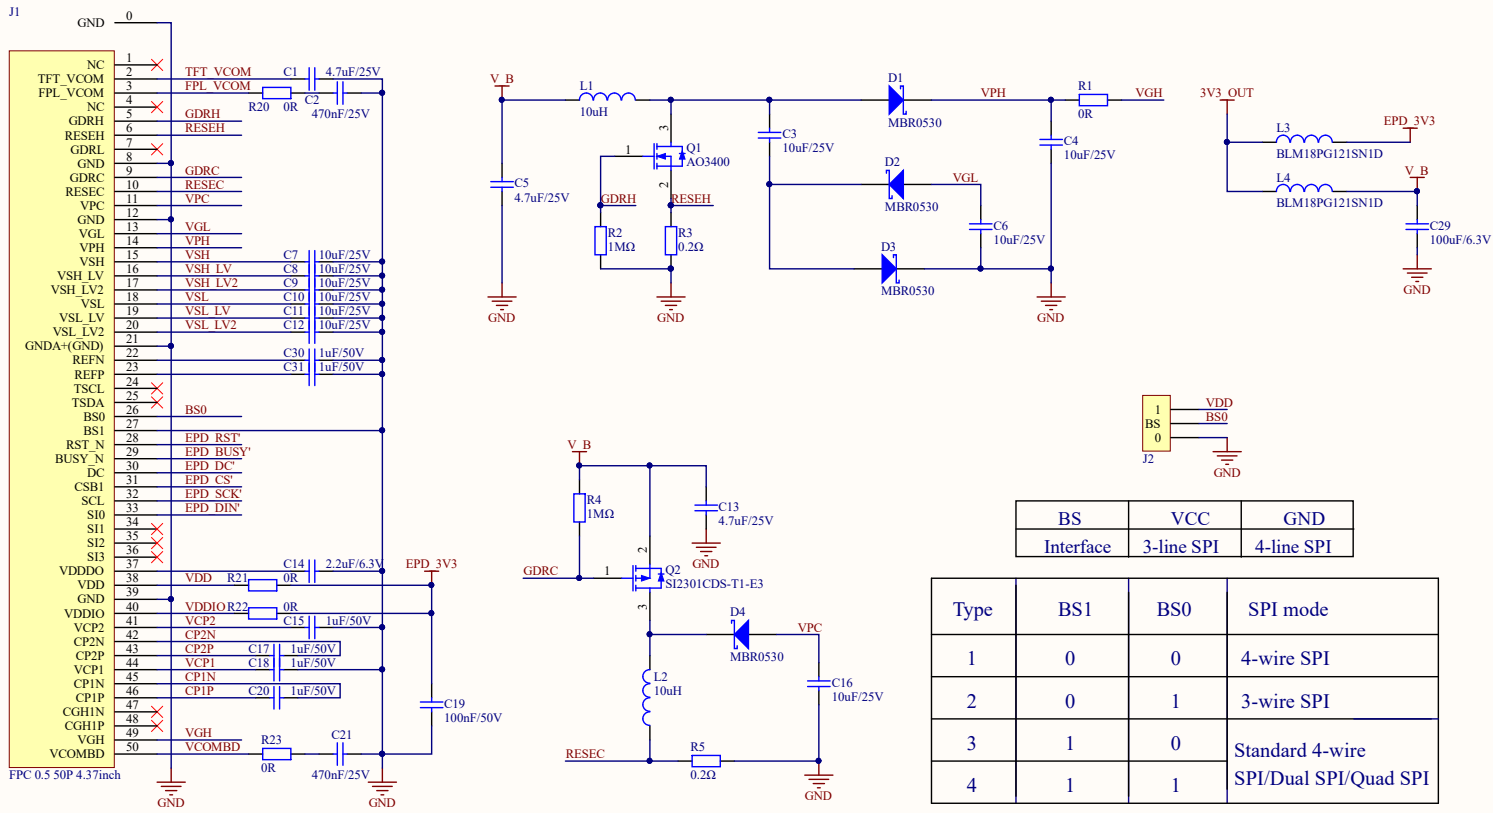 J1
GND 0
NC 1
TFT_VCOM 2 TFT_VCOM C1 4.7uF/25V
FPL_VCOM 3 FPL_VCOM R20 0R C2 470nF/25V
NC 4
GDRH 5 GDRH
RESEH 6 RESEH
GDRL 7
GND 8
GDRC 9 GDRC
RESEC 10 RESEC
VPC 11 VPC
GND 12
VGL 13 VGL
VPH 14 VPH
VSH 15 VSH C7 10uF/25V
VSH_LV 16 VSH_LV C8 10uF/25V
VSH_LV2 17 VSH_LV2 C9 10uF/25V
VSL 18 VSL C10 10uF/25V
VSL_LV 19 VSL_LV C11 10uF/25V
VSL_LV2 20 VSL_LV2 C12 10uF/25V
GNDA+(GND) 21
REFN 22 C30 1uF/50V
REFP 23 C31 1uF/50V
TSCL 24
TSDA 25
BS0 26 BS0
BS1 27
RST_N 28 EPD_RST'
BUSY_N 29 EPD_BUSY'
DC 30 EPD_DC'
CSB1 31 EPD_CS'
SCL 32 EPD_SCK'
SI0 33 EPD_DIN'
SI1 34
SI2 35
SI3 36
VDDDO 37 C14 2.2uF/6.3V
VDD 38 VDD R21 0R
GND 39
VDDIO 40 VDDIO R22 0R
VCP2 41 VCP2 C15 1uF/50V
CP2N 42 CP2N
CP2P 43 CP2P C17 1uF/50V
VCP1 44 VCP1 C18 1uF/50V
CP1N 45 CP1N
CP1P 46 CP1P C20 1uF/50V
CGH1N 47
CGH1P 48
VGH 49 VGH
VCOMBD 50 VCOMBD R23 0R C21 470nF/25V
FPC 0.5 50P 4.37inch
GND
GND
EPD_3V3
C19
100nF/50V
V_B
L1
10uH
C5
4.7uF/25V
GND
3
1
2
Q1
AO3400
GDRH
RESEH
R2
1MΩ
R3
0.2Ω
GND
C3
10uF/25V
D1
MBR0530
D2
MBR0530
D3
MBR0530
VPH
VGL
C6
10uF/25V
R1
0R
VGH
C4
10uF/25V
GND
3V3_OUT
L3
BLM18PG121SN1D
EPD_3V3
L4
BLM18PG121SN1D
V_B
C29
100uF/6.3V
GND
V_B
R4
1MΩ
C13
4.7uF/25V
GND
GDRC
1
2
3
Q2
SI2301CDS-T1-E3
D4
MBR0530
VPC
L2
10uH
C16
10uF/25V
RESEC
R5
0.2Ω
GND
1 VDD
BS BS0
0
J2
GND
BS VCC GND
Interface 3-line SPI 4-line SPI
Type BS1 BS0 SPI mode
1 0 0 4-wire SPI
2 0 1 3-wire SPI
3 1 0 Standard 4-wire
4 1 1 SPI/Dual SPI/Quad SPI